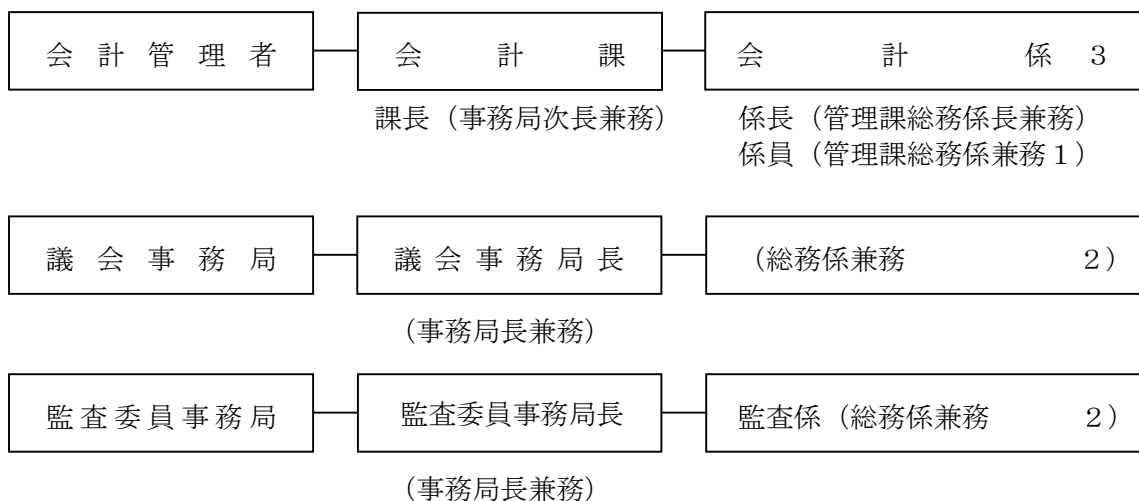 会計管理者 会計課 会計係 3
課長（事務局次長兼務） 係長（管理課総務係長兼務）
係員（管理課総務係兼務１）
議会事務局 議会事務局長 （総務係兼務 ２）
（事務局長兼務）
監査委員事務局 監査委員事務局長 監査係（総務係兼務 ２）
（事務局長兼務）